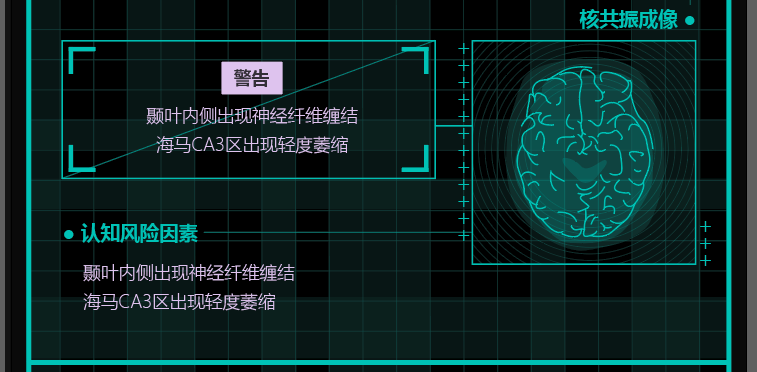 核共振成像
警告
颞叶内侧出现神经纤维缠结
海马CA3区出现轻度萎缩
认知风险因素
颞叶内侧出现神经纤维缠结
海马CA3区出现轻度萎缩